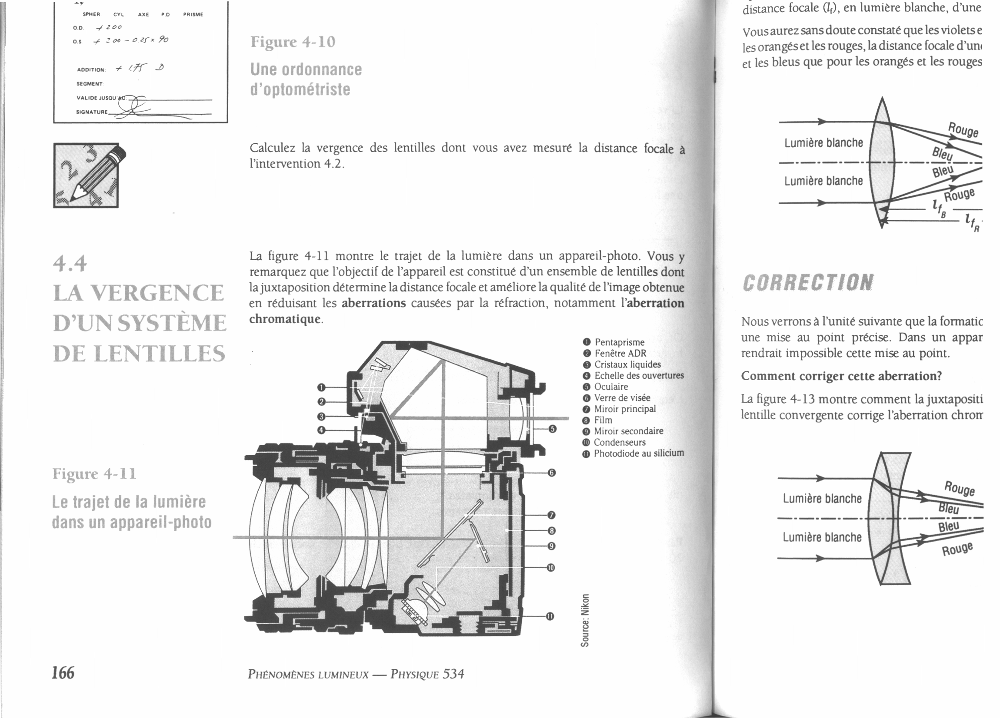 SPHER CYL AXE P.D PRISME
O.D. + 200
O.S + 2.00 - 0.25 x 90
ADDITION: + 1.75 D
SEGMENT
VALIDE JUSQU'AU:
SIGNATURE
Figure 4-10
Une ordonnance
d'optométriste
Calculez la vergence des lentilles dont vous avez mesuré la distance focale à
l'intervention 4.2.
4.4
LA VERGENCE
D'UN SYSTÈME
DE LENTILLES
La figure 4-11 montre le trajet de la lumière dans un appareil-photo. Vous y
remarquez que l'objectif de l'appareil est constitué d'un ensemble de lentilles dont
la juxtaposition détermine la distance focale et améliore la qualité de l'image obtenue
en réduisant les aberrations causées par la réfraction, notamment l'aberration
chromatique.
1 Pentaprisme
2 Fenêtre ADR
3 Cristaux liquides
4 Echelle des ouvertures
5 Oculaire
6 Verre de visée
7 Miroir principal
8 Film
9 Miroir secondaire
10 Condenseurs
11 Photodiode au silicium
1
2
3
4
5
6
7
8
9
10
11
Source: Nikon
Figure 4-11
Le trajet de la lumière
dans un appareil-photo
166
PHÉNOMÈNES LUMINEUX — PHYSIQUE 534
distance focale (lf), en lumière blanche, d'une
Vous aurez sans doute constaté que les violets e
les orangés et les rouges, la distance focale d'un
et les bleus que pour les orangés et les rouges
Rouge
Lumière blanche
Bleu
Bleu
Lumière blanche
Rouge
lfB
lfR
CORRECTION
Nous verrons à l'unité suivante que la formatic
une mise au point précise. Dans un appar
rendrait impossible cette mise au point.
Comment corriger cette aberration?
La figure 4-13 montre comment la juxtapositi
lentille convergente corrige l'aberration chrom
Rouge
Lumière blanche
Bleu
Bleu
Lumière blanche
Rouge